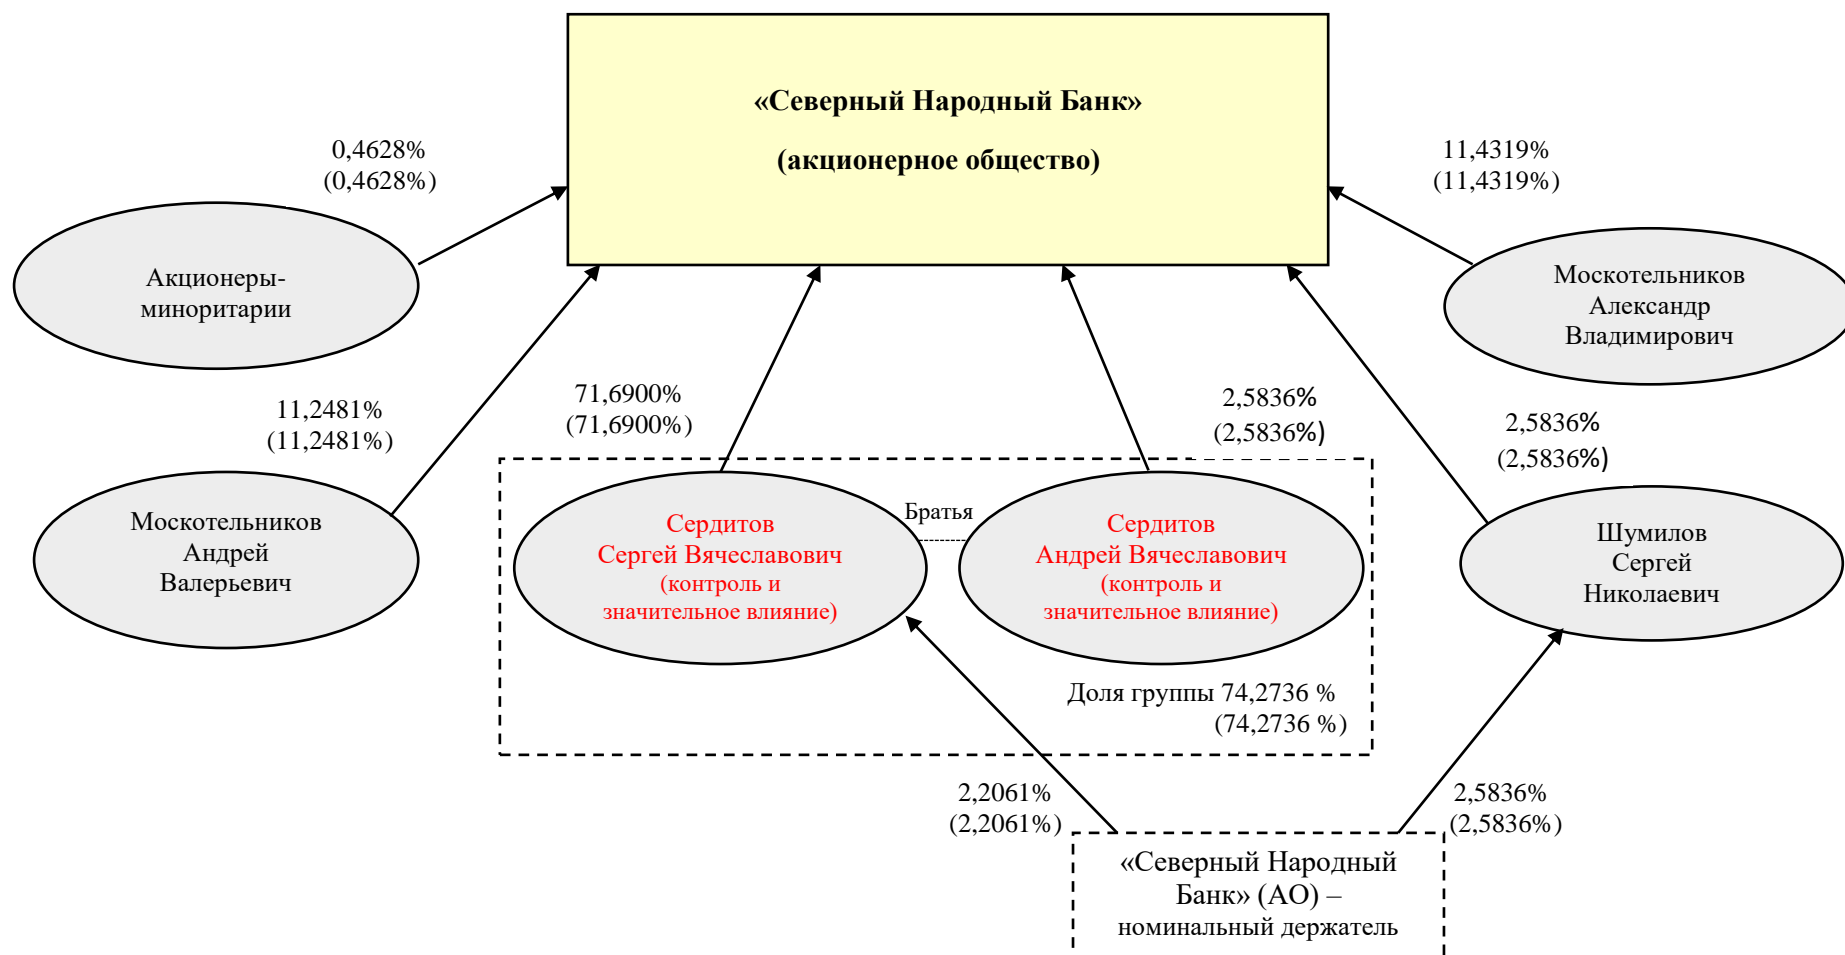 «Северный Народный Банк»
(акционерное общество)
0,4628%
(0,4628%)
11,4319%
(11,4319%)
Акционеры-
миноритарии
Москотельников
Александр
Владимирович
11,2481%
(11,2481%)
71,6900%
(71,6900%)
2,5836%
(2,5836%)
2,5836%
(2,5836%)
Москотельников
Андрей
Валерьевич
Сердитов
Сергей Вячеславович
(контроль и
значительное влияние)
Братья
Сердитов
Андрей Вячеславович
(контроль и
значительное влияние)
Шумилов
Сергей
Николаевич
Доля группы 74,2736 %
(74,2736 %)
2,2061%
(2,2061%)
2,5836%
(2,5836%)
«Северный Народный
Банк» (АО) –
номинальный держатель